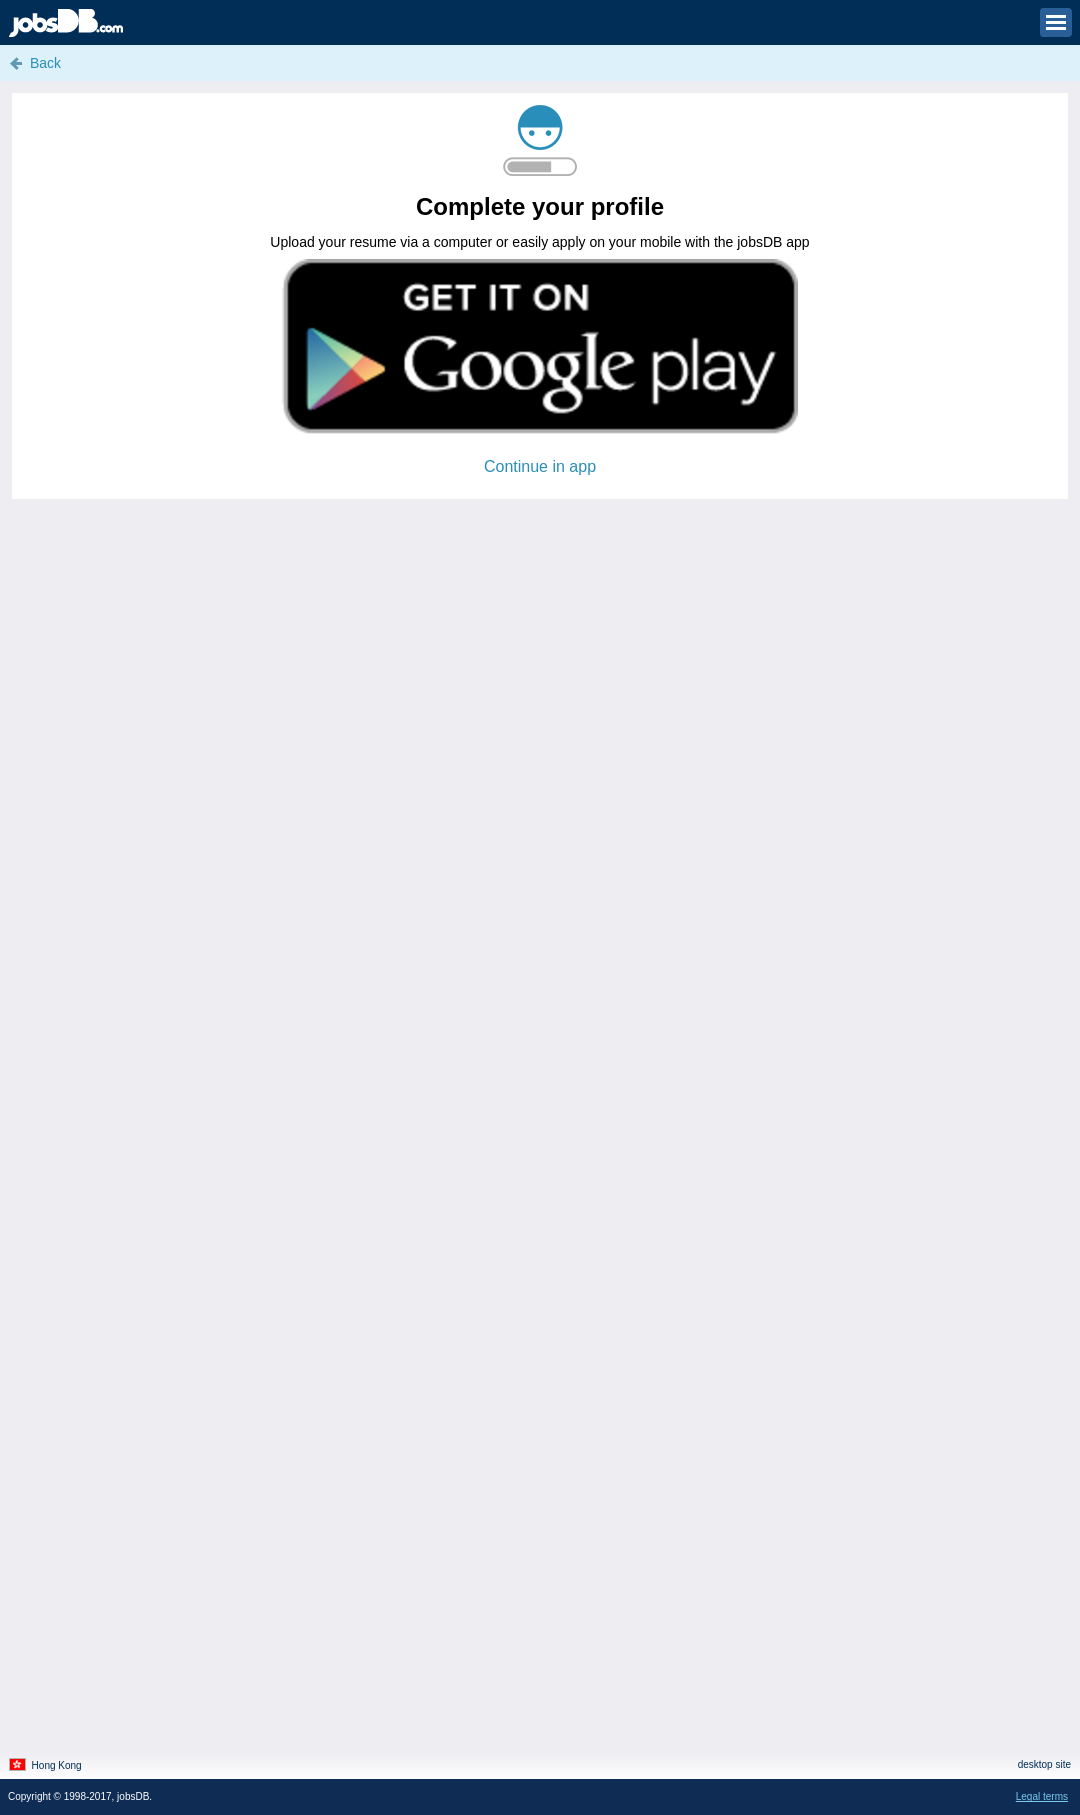 jobsDB.com
Back
Complete your profile
Upload your resume via a computer or easily apply on your mobile with the jobsDB app
GET IT ON
Google play
Continue in app
Hong Kong
desktop site
Copyright © 1998-2017, jobsDB.
Legal terms